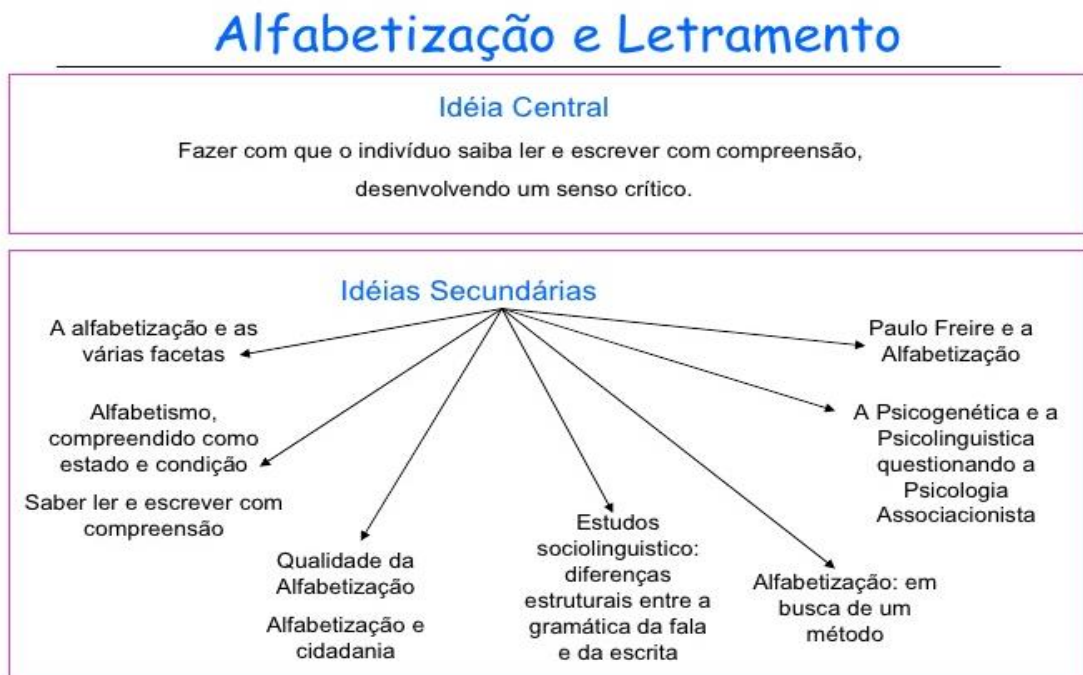 Alfabetização e Letramento
Idéia Central
Fazer com que o indivíduo saiba ler e escrever com compreensão,
desenvolvendo um senso crítico.
Idéias Secundárias
A alfabetização e as
várias facetas
Alfabetismo,
compreendido como
estado e condição
Saber ler e escrever com
compreensão
Qualidade da
Alfabetização
Alfabetização e
cidadania
Estudos
sociolinguistico:
diferenças
estruturais entre a
gramática da fala
e da escrita
Alfabetização: em
busca de um
método
A Psicogenética e a
Psicolinguistica
questionando a
Psicologia
Associacionista
Paulo Freire e a
Alfabetização